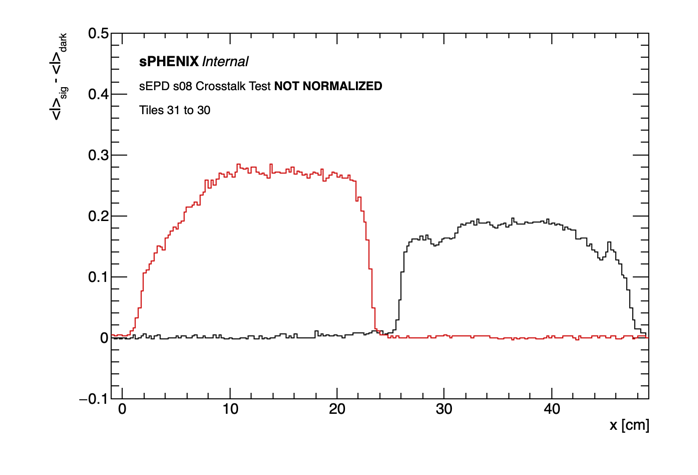 0.5
<I>sig - <I>dark
sPHENIX Internal
sEPD s08 Crosstalk Test NOT NORMALIZED
0.4
Tiles 31 to 30
0.3
0.2
0.1
0
−0.1
0 10 20 30 40
x [cm]